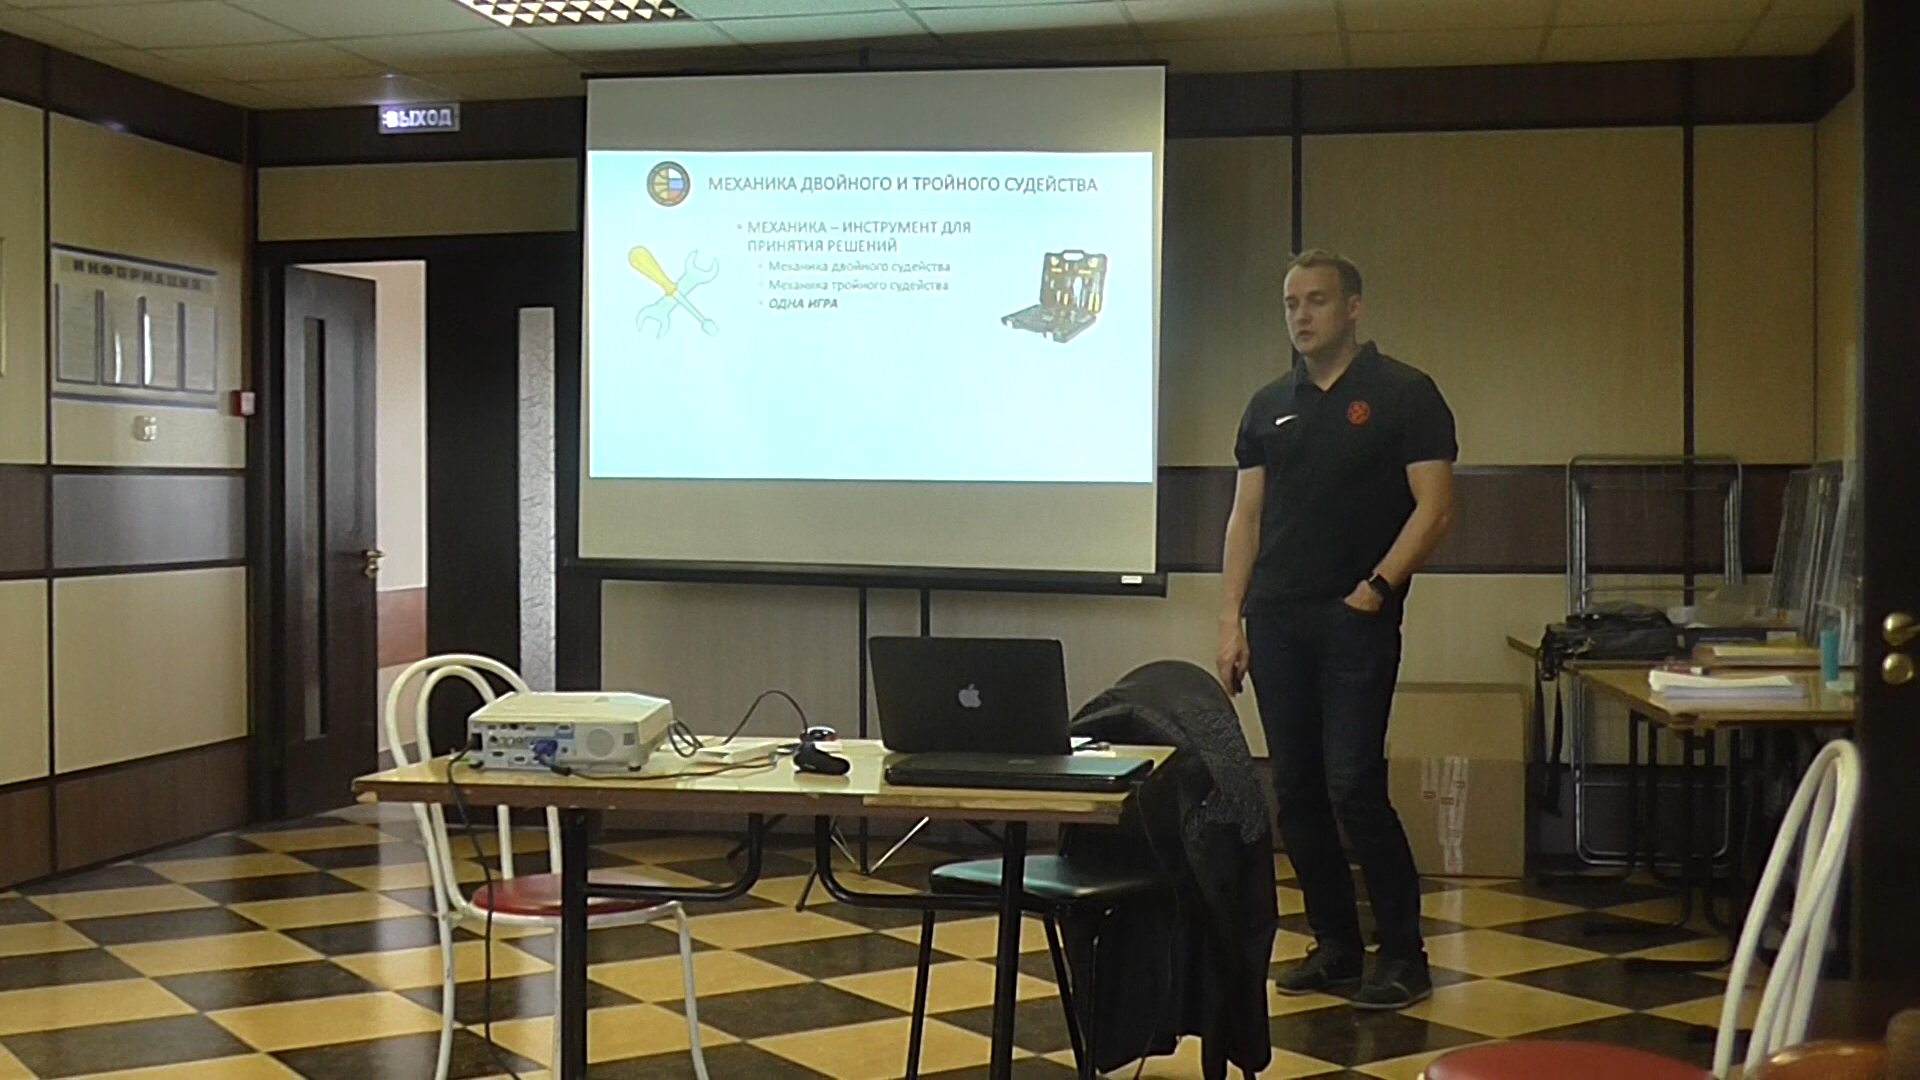 ВЫХОД
ИНФОРМАЦИЯ
МЕХАНИКА ДВОЙНОГО И ТРОЙНОГО СУДЕЙСТВА
МЕХАНИКА – ИНСТРУМЕНТ ДЛЯ
ПРИНЯТИЯ РЕШЕНИЙ
Механика двойного судейства
Механика тройного судейства
ОДНА ИГРА